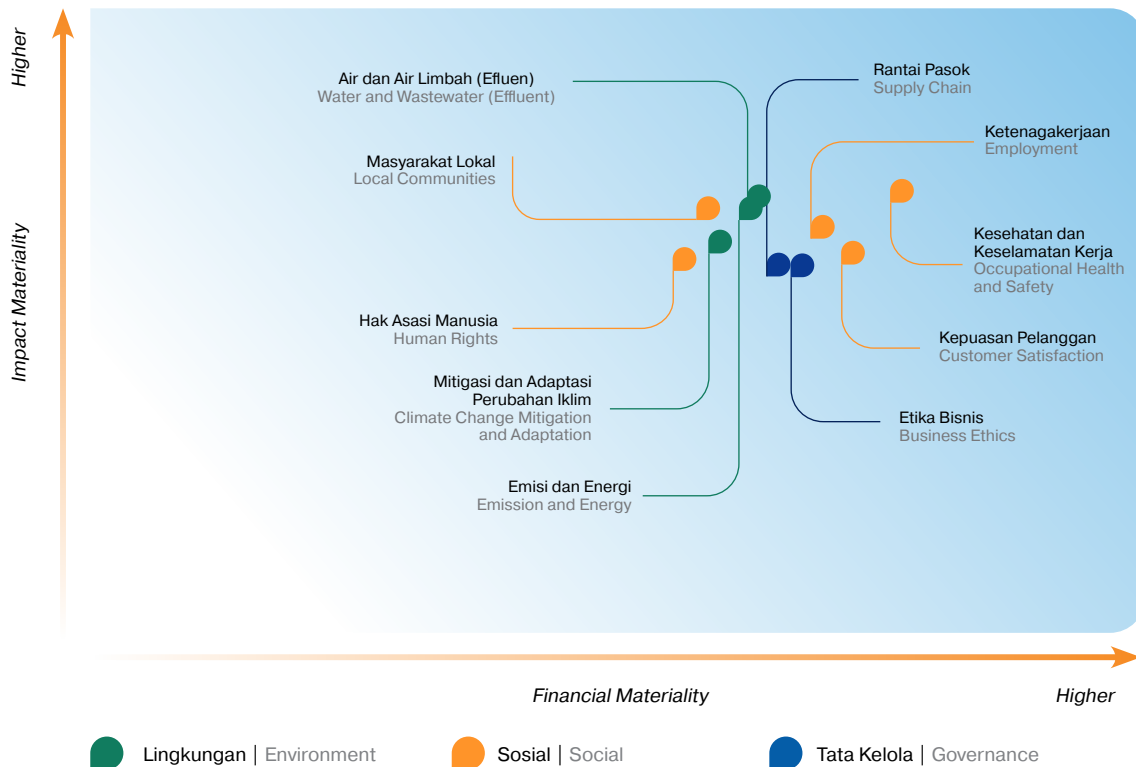 Higher
Impact Materiality
Air dan Air Limbah (Efluen)
Water and Wastewater (Effluent)
Rantai Pasok
Supply Chain
Masyarakat Lokal
Local Communities
Ketenagakerjaan
Employment
Kesehatan dan
Keselamatan Kerja
Occupational Health
and Safety
Hak Asasi Manusia
Human Rights
Kepuasan Pelanggan
Customer Satisfaction
Mitigasi dan Adaptasi
Perubahan Iklim
Climate Change Mitigation
and Adaptation
Etika Bisnis
Business Ethics
Emisi dan Energi
Emission and Energy
Financial Materiality
Higher
Lingkungan | Environment
Sosial | Social
Tata Kelola | Governance